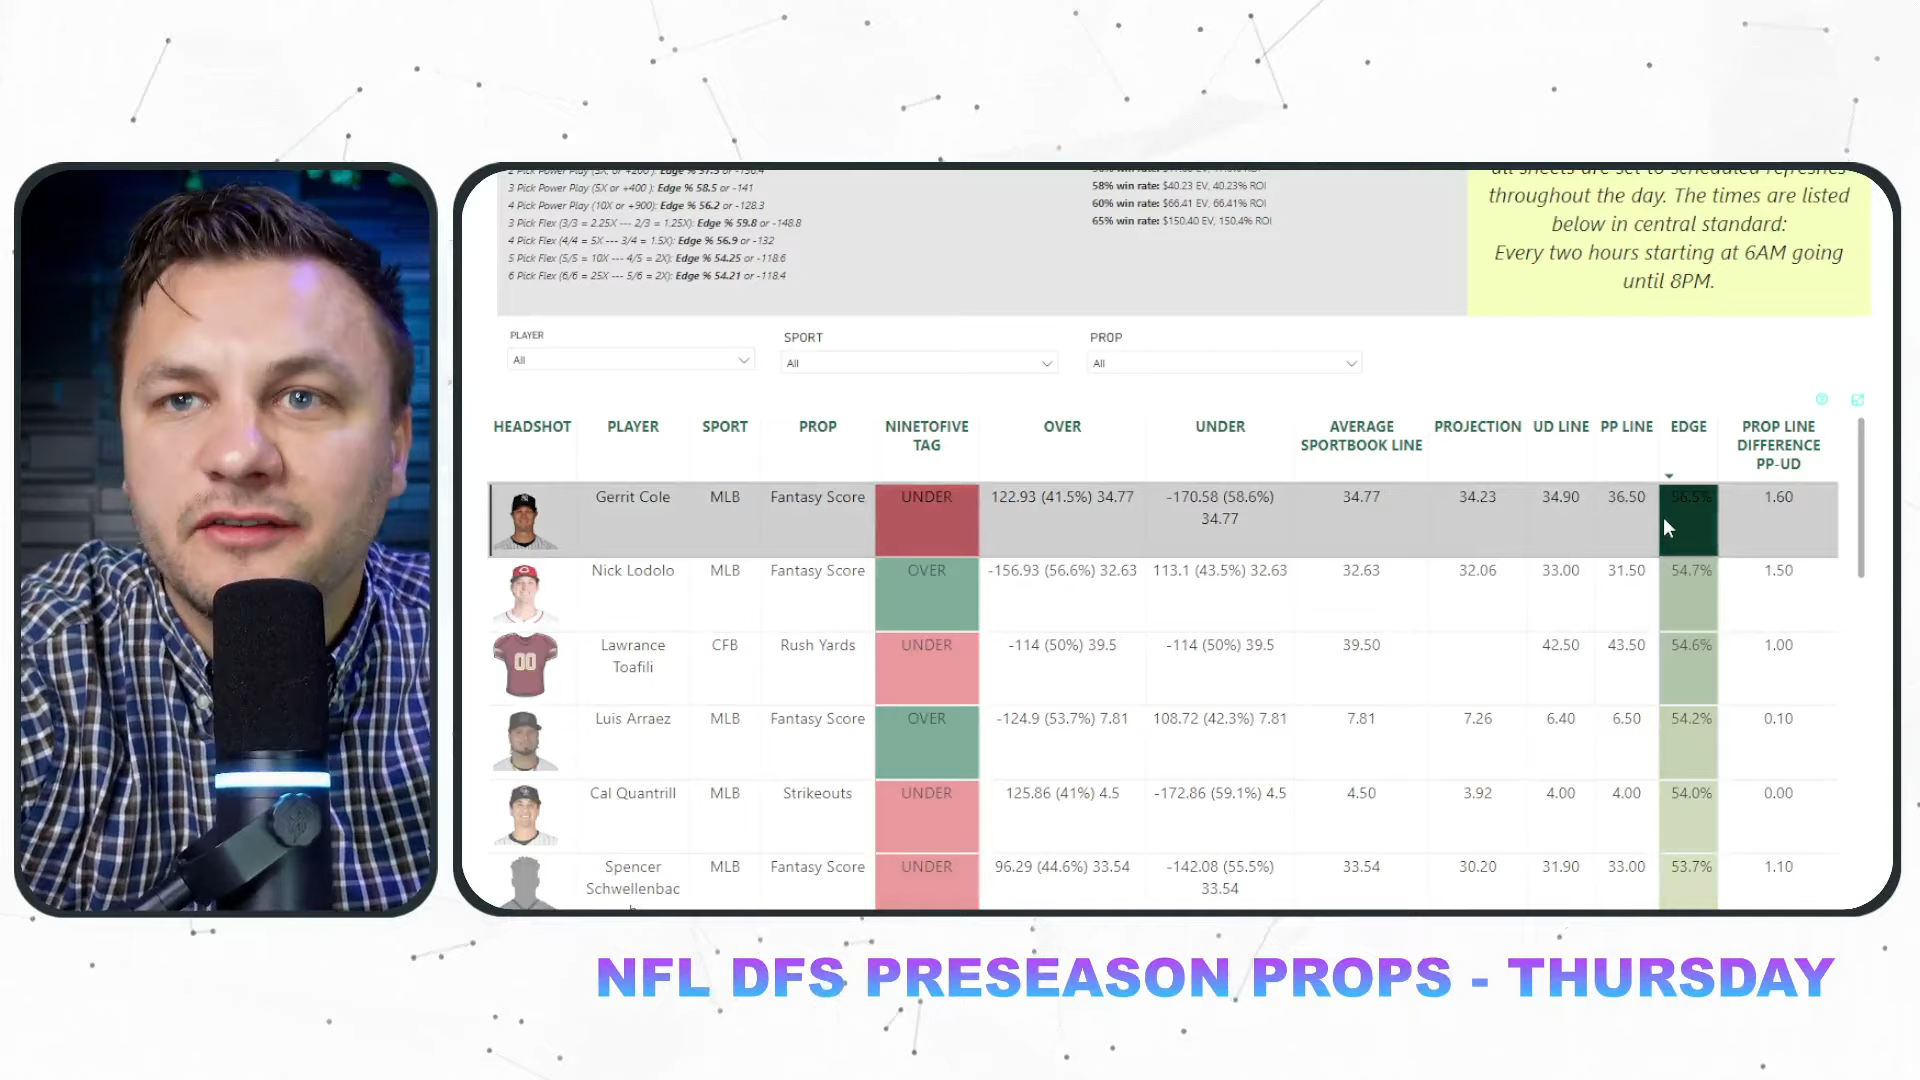 3 Pick Power Play (5X or +400 ): Edge % 58.5 or -141
4 Pick Power Play (10X or +900): Edge % 56.2 or -128.3
3 Pick Flex (3/3 = 2.25X --- 2/3 = 1.25X): Edge % 59.8 or -148.8
4 Pick Flex (4/4 = 5X --- 3/4 = 1.5X): Edge % 56.9 or -132
5 Pick Flex (5/5 = 10X --- 4/5 = 2X): Edge % 54.25 or -118.6
6 Pick Flex (6/6 = 25X --- 5/6 = 2X): Edge % 54.21 or -118.4
58% win rate: $40.23 EV, 40.23% ROI
60% win rate: $66.41 EV, 66.41% ROI
65% win rate: $150.40 EV, 150.4% ROI
all sheets are set to scheduled refreshes
throughout the day. The times are listed
below in central standard:
Every two hours starting at 6AM going
until 8PM.
PLAYER
All
SPORT
All
PROP
All
HEADSHOT PLAYER SPORT PROP NINETOFIVE TAG OVER UNDER AVERAGE SPORTBOOK LINE PROJECTION UD LINE PP LINE EDGE PROP LINE DIFFERENCE PP-UD
Gerrit Cole MLB Fantasy Score UNDER 122.93 (41.5%) 34.77 -170.58 (58.6%) 34.77 34.77 34.23 34.90 36.50 56.5% 1.60
Nick Lodolo MLB Fantasy Score OVER -156.93 (56.6%) 32.63 113.1 (43.5%) 32.63 32.63 32.06 33.00 31.50 54.7% 1.50
Lawrance Toafili CFB Rush Yards UNDER -114 (50%) 39.5 -114 (50%) 39.5 39.50 42.50 43.50 54.6% 1.00
Luis Arraez MLB Fantasy Score OVER -124.9 (53.7%) 7.81 108.72 (42.3%) 7.81 7.81 7.26 6.40 6.50 54.2% 0.10
Cal Quantrill MLB Strikeouts UNDER 125.86 (41%) 4.5 -172.86 (59.1%) 4.5 4.50 3.92 4.00 4.00 54.0% 0.00
Spencer Schwellenbac MLB Fantasy Score UNDER 96.29 (44.6%) 33.54 -142.08 (55.5%) 33.54 33.54 30.20 31.90 33.00 53.7% 1.10
00
NFL DFS PRESEASON PROPS - THURSDAY